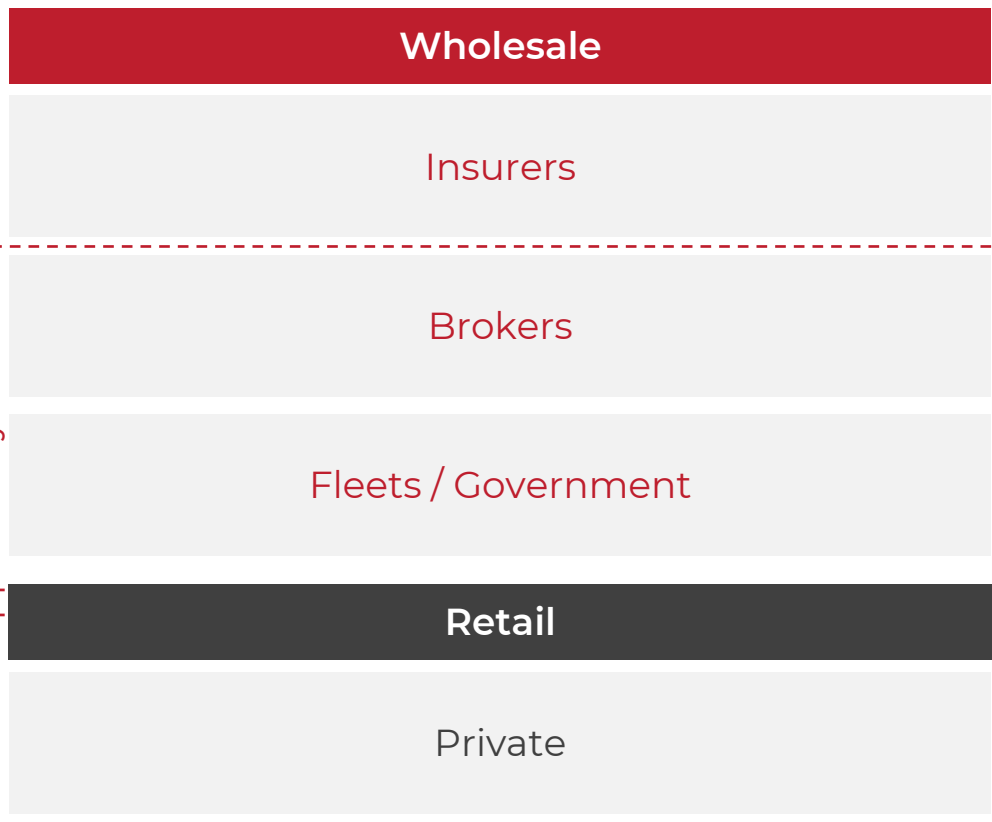 Wholesale
Insurers
Brokers
Fleets / Government
Retail
Private